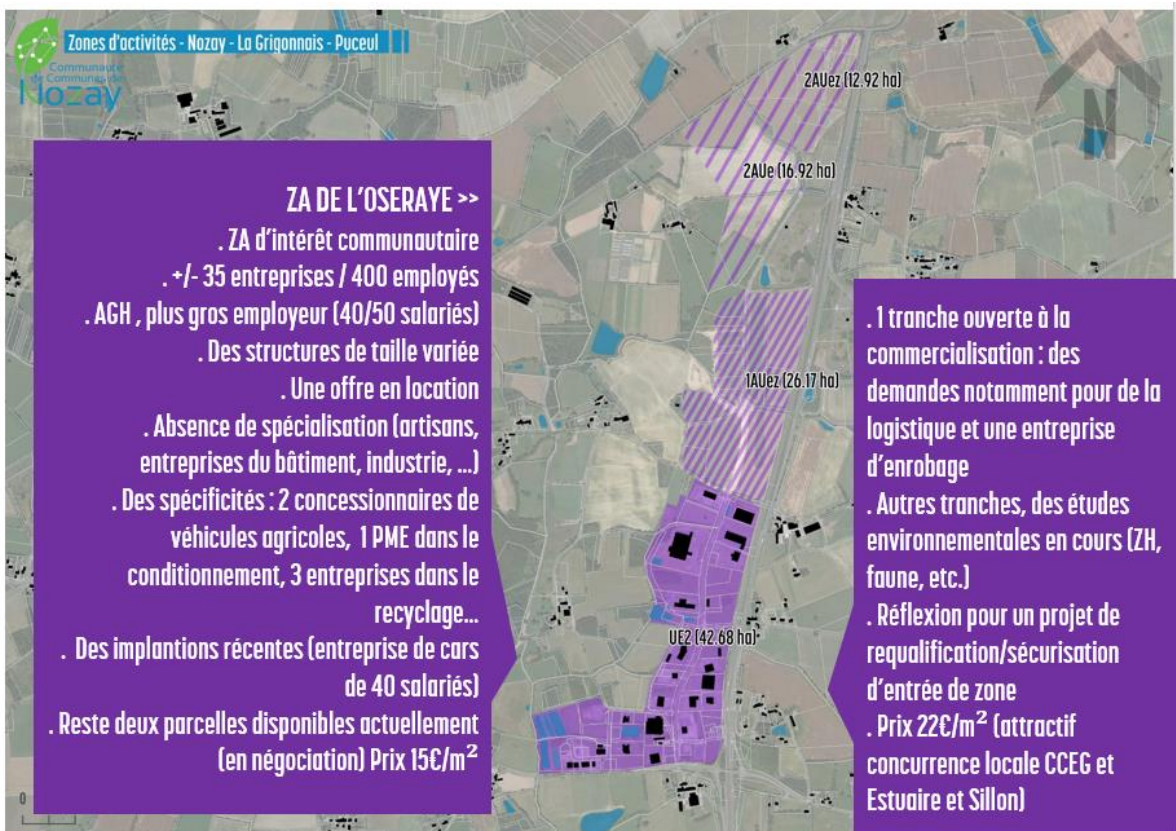 Zones d'activités - Nozay - La Grigonnais - Puceul
Communauté
de Communes de
Nozay
2AUez (12.92 ha)
2AUe (16.92 ha)
1AUez (26.17 ha)
UE2 (42.68 ha)
N
ZA DE L'OSERAYE >>
. ZA d'intérêt communautaire
. +/- 35 entreprises / 400 employés
. AGH , plus gros employeur (40/50 salariés)
. Des structures de taille variée
. Une offre en location
. Absence de spécialisation (artisans,
entreprises du bâtiment, industrie, ...)
. Des spécificités : 2 concessionnaires de
véhicules agricoles, 1 PME dans le
conditionnement, 3 entreprises dans le
recyclage...
. Des implantions récentes (entreprise de cars
de 40 salariés)
. Reste deux parcelles disponibles actuellement
(en négociation) Prix 15€/m²
. 1 tranche ouverte à la
commercialisation : des
demandes notamment pour de la
logistique et une entreprise
d'enrobage
. Autres tranches, des études
environnementales en cours (ZH,
faune, etc.)
. Réflexion pour un projet de
requalification/sécurisation
d'entrée de zone
. Prix 22€/m² (attractif
concurrence locale CCEG et
Estuaire et Sillon)
0